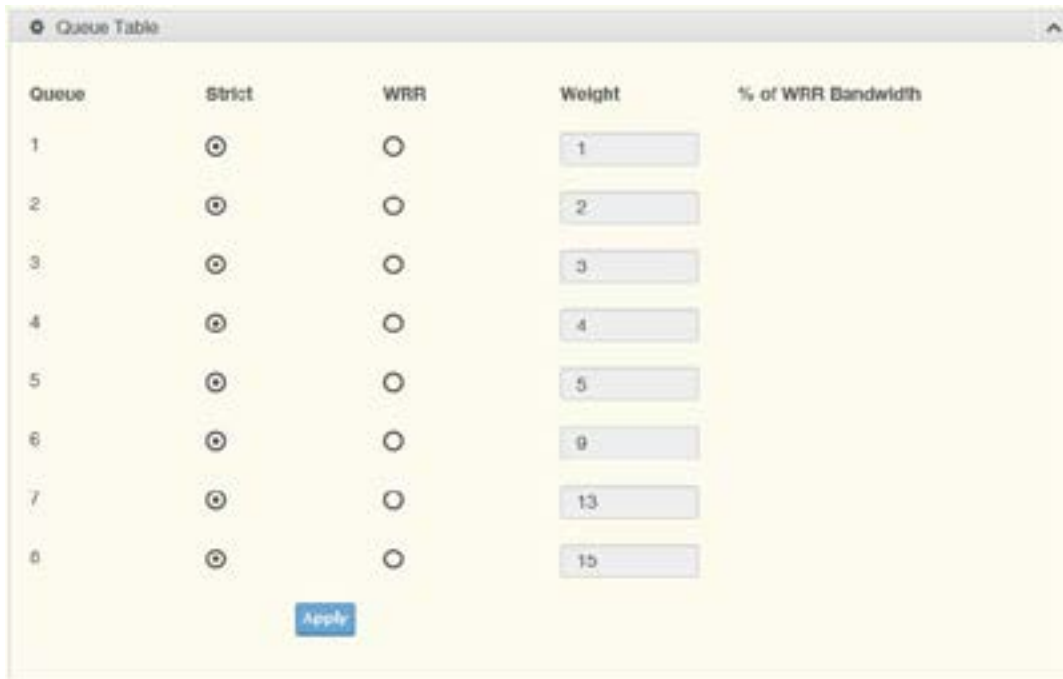 Queue Table
Queue Strict WRR Weight % of WRR Bandwidth
1 1
2 2
3 3
4 4
5 5
6 9
7 13
8 15
Apply